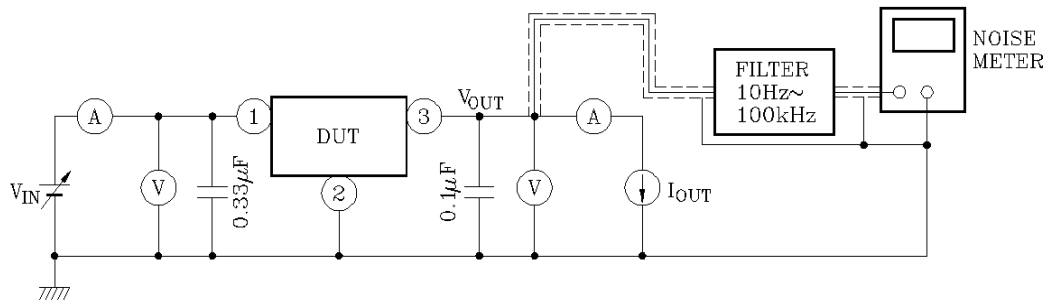 NOISE
METER
FILTER
10Hz~
100kHz
V_OUT
A
1
3
A
DUT
V_IN
V
0.33μF
2
0.1μF
V
I_OUT